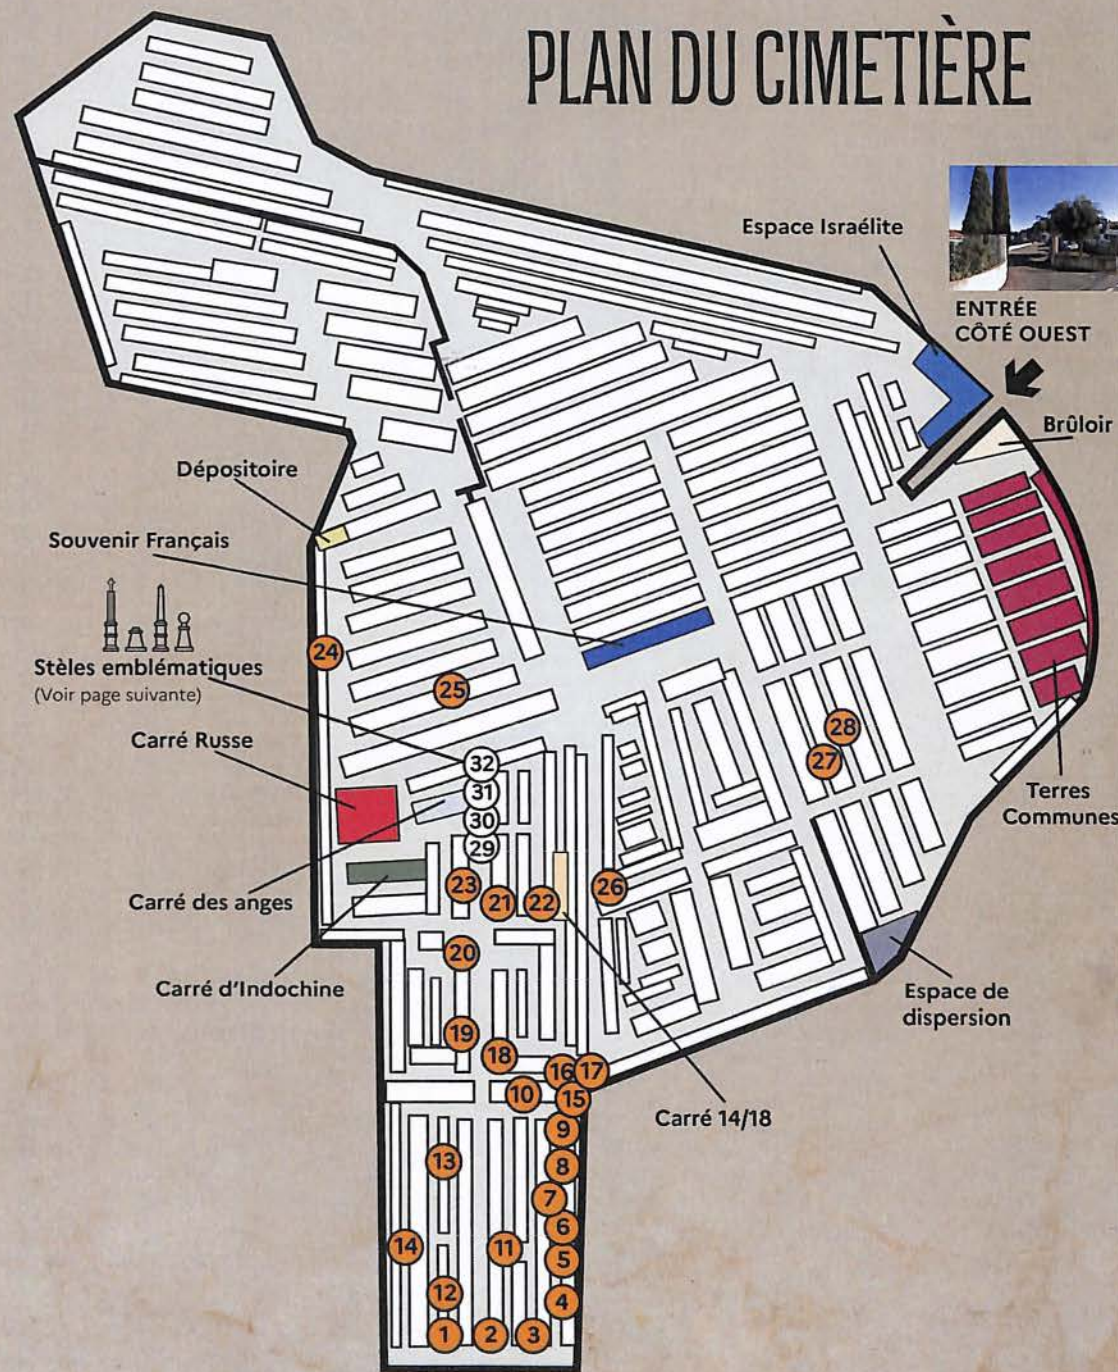 PLAN DU CIMETIÈRE
Espace Israélite
ENTRÉE
CÔTÉ OUEST
Brûloir
Dépositoire
Souvenir Français
Stèles emblématiques
(Voir page suivante)
Carré Russe
Carré des anges
Carré d'Indochine
Terres
Communes
Espace de
dispersion
Carré 14/18
24
25
32
31
30
29
28
27
23
21
22
26
20
19
18
16
17
10
15
9
13
8
7
6
14
11
5
12
4
1
2
3